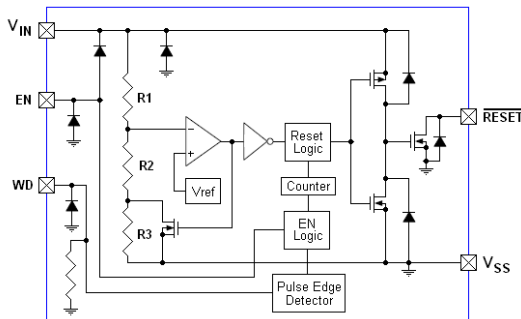 VIN
EN
WD
R1
R2
R3
−
+
Vref
Reset
Logic
Counter
EN
Logic
Pulse Edge
Detector
RESET
VSS